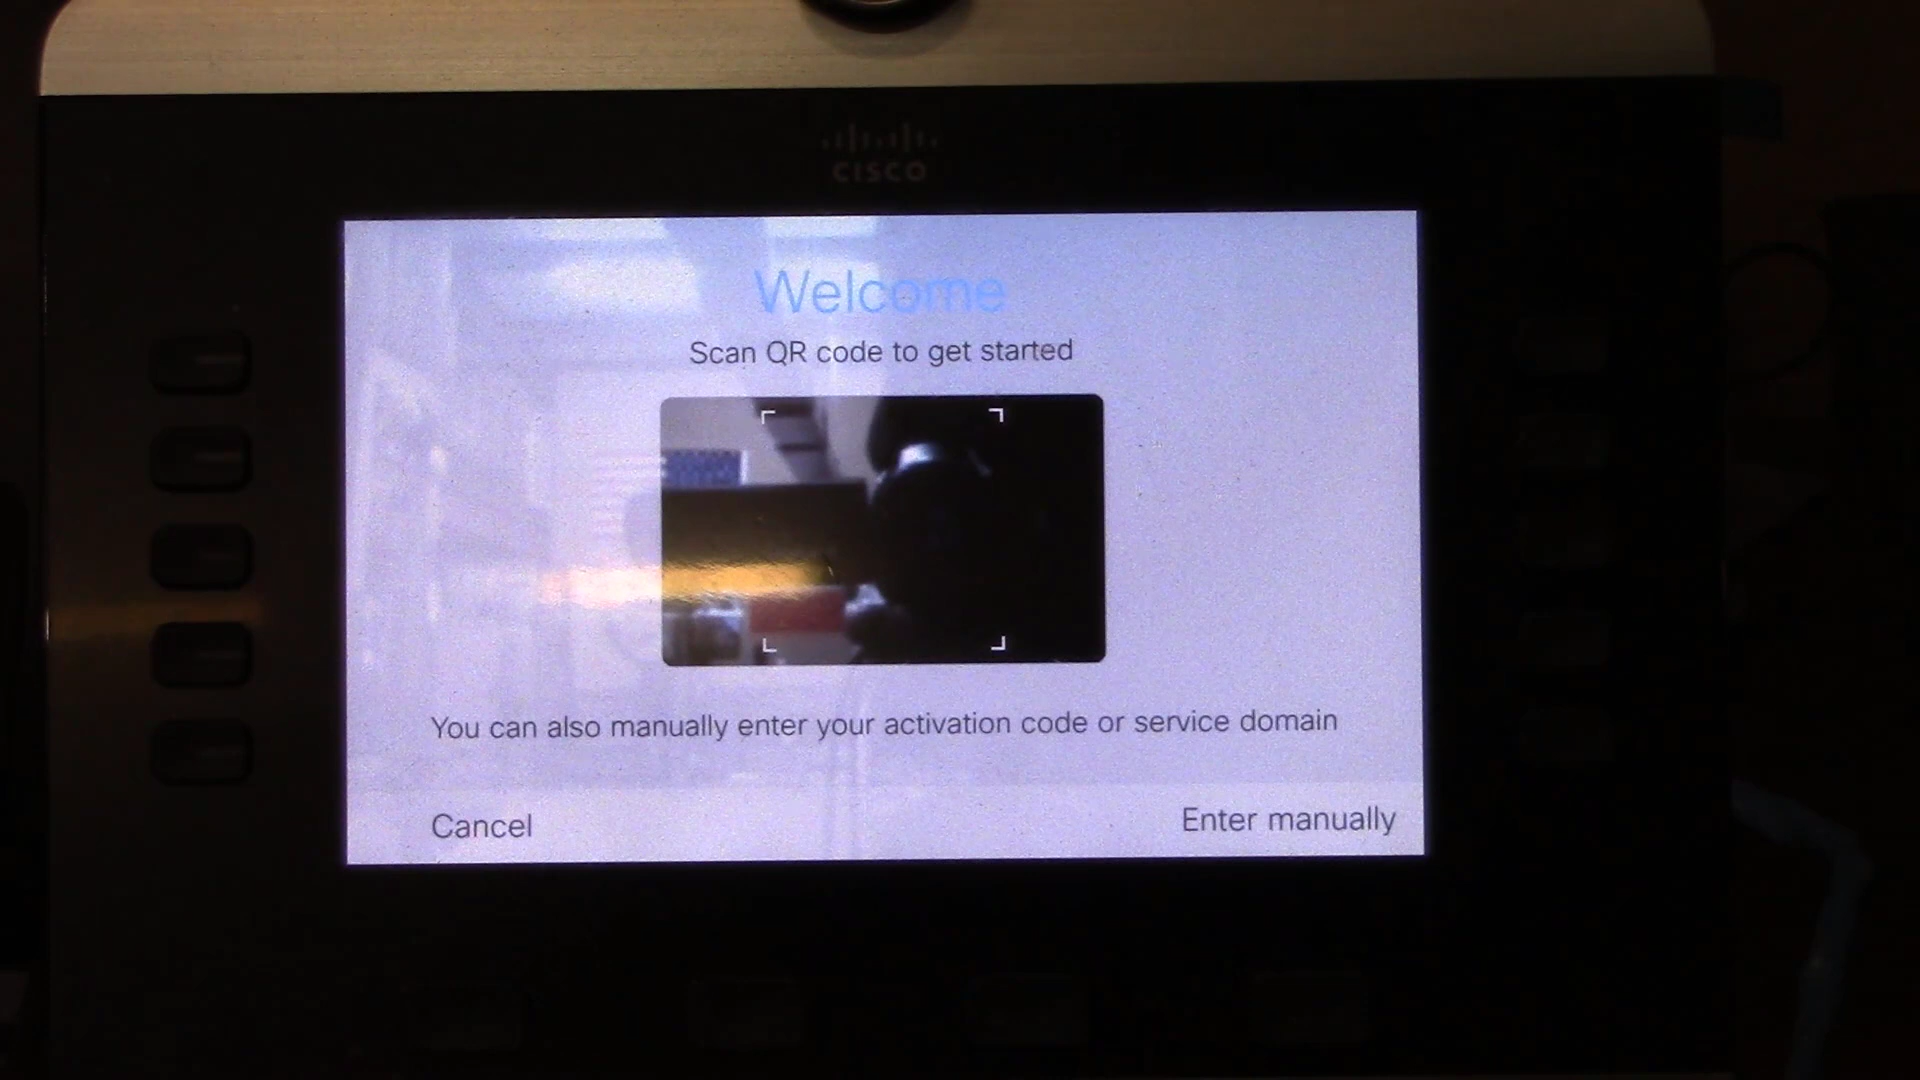 CISCO
Welcome
Scan QR code to get started
You can also manually enter your activation code or service domain
Cancel
Enter manually